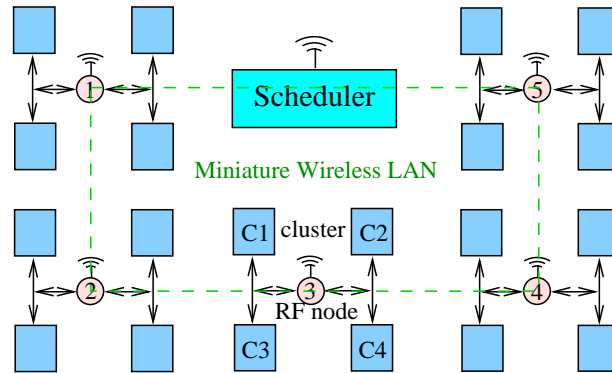 1
Scheduler
5
Miniature Wireless LAN
C1 cluster C2
2
3
4
RF node
C3
C4